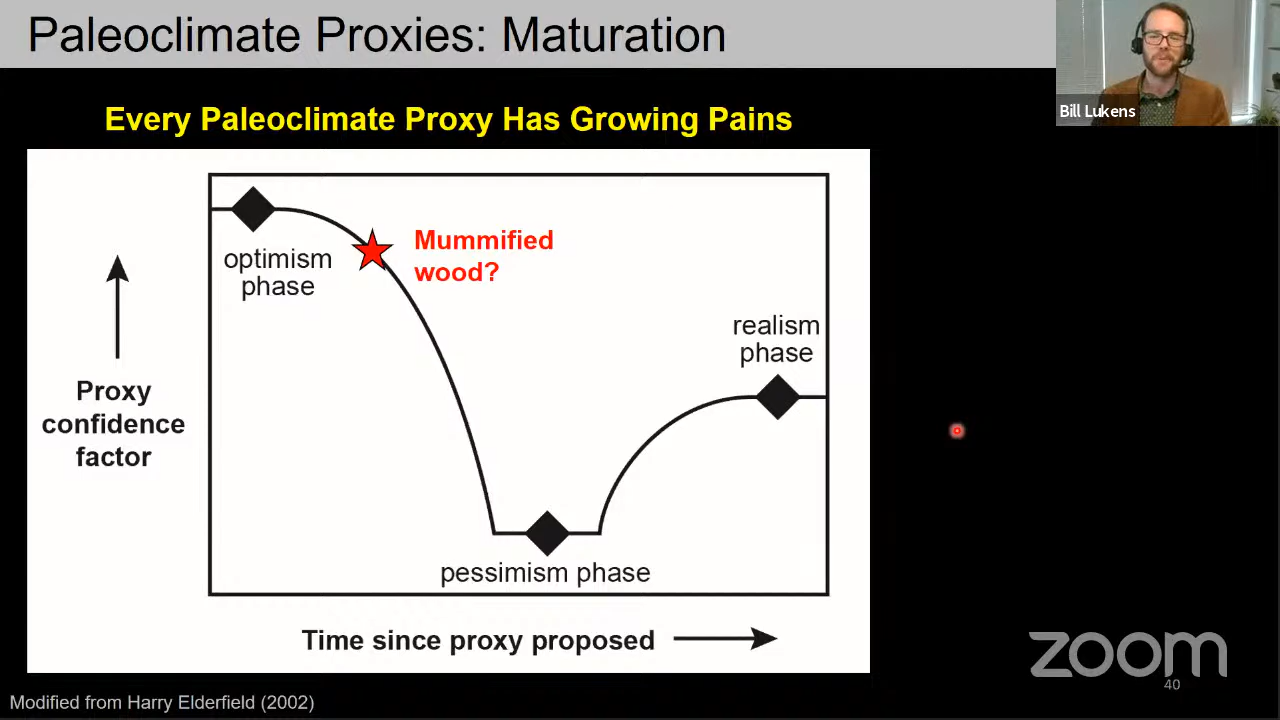 Paleoclimate Proxies: Maturation
Bill Lukens
Every Paleoclimate Proxy Has Growing Pains
optimism
phase
Mummified
wood?
realism
phase
Proxy
confidence
factor
pessimism phase
Time since proxy proposed
zoom
40
Modified from Harry Elderfield (2002)